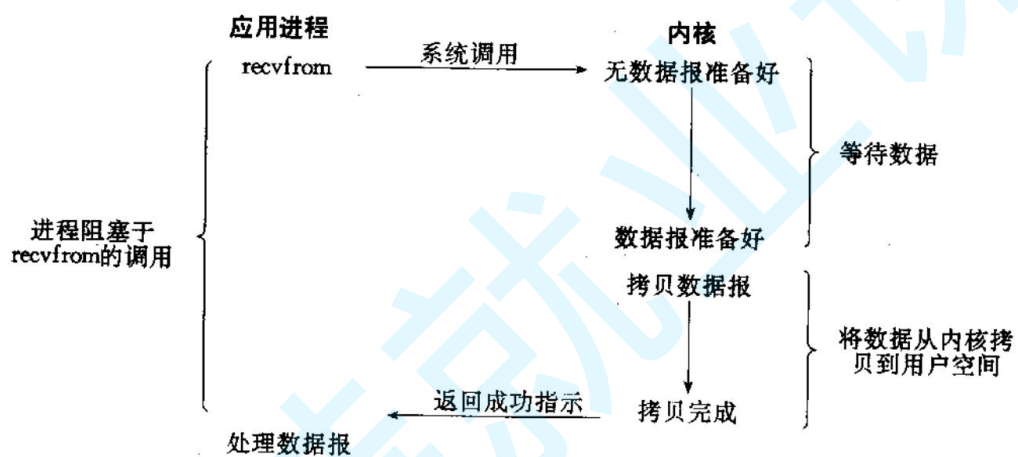 应用进程
内核
recvfrom
系统调用
无数据报准备好
等待数据
进程阻塞于
recvfrom的调用
数据报准备好
拷贝数据报
将数据从内核拷
贝到用户空间
返回成功指示
拷贝完成
处理数据报